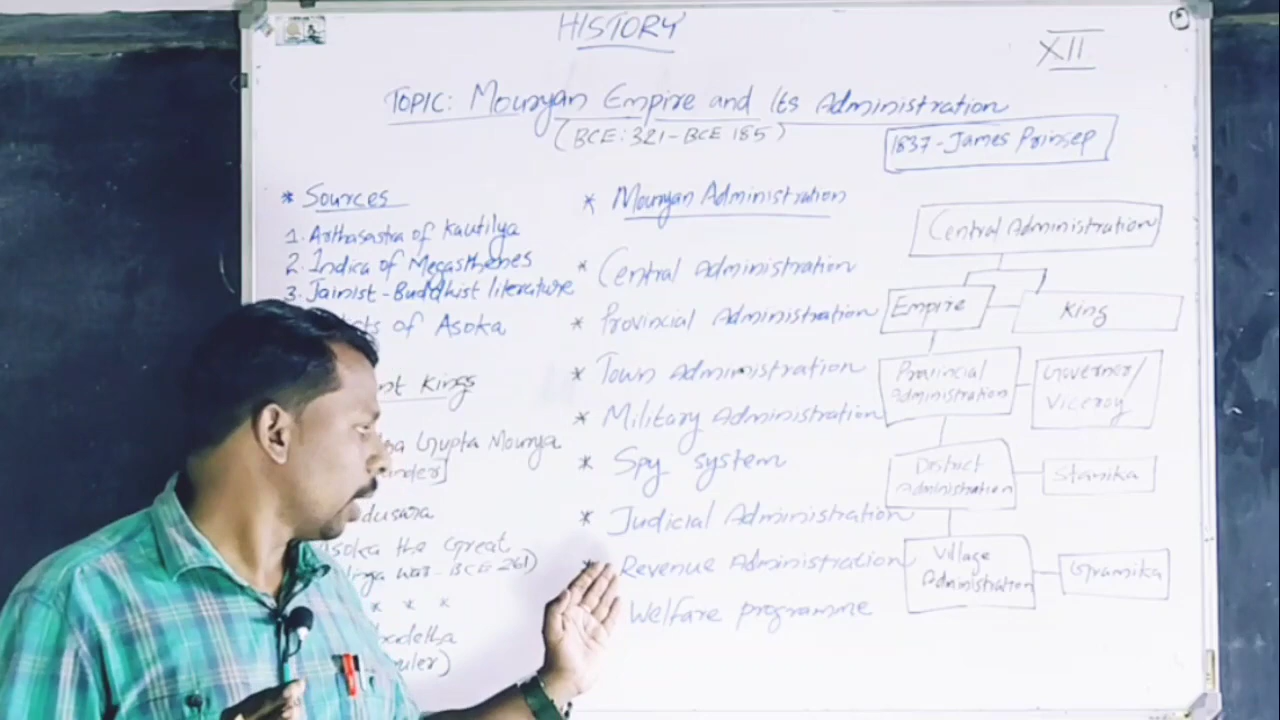 HISTORY
XII
TOPIC: Mouryan Empire and Its Administration
(BCE: 321 - BCE 185)
1837 - James Prinsep
* Sources
1. Arthasastra of Kautilya
2. Indica of Megasthenes
3. Jainist - Buddhist literature
of Asoka
Kings
Gupta Mourya
Asoka the Great
War - BCE 261)
* * *
* Mouryan Administration
* Central Administration
* Provincial Administration
* Town Administration
* Military Administration
* Spy system
* Judicial Administration
* Revenue Administration
Welfare programme
Central Administration
Empire
King
Provincial
Administration
Governor/
Viceroy
District
Administration
Stanika
Village
Administration
Gramika